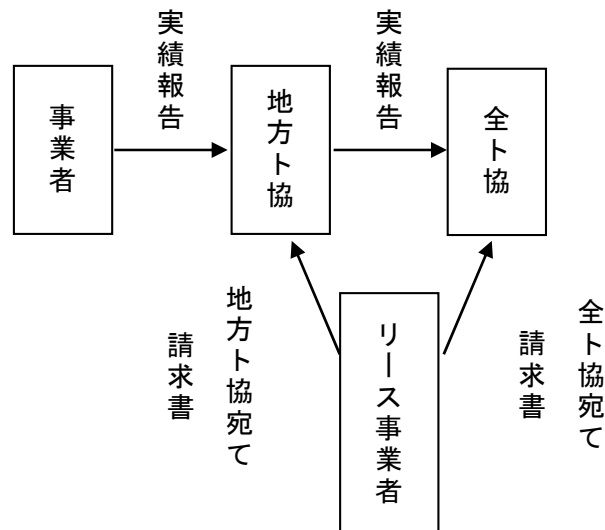 実績報告
実績報告
事業者
地方ト協
全ト協
地方ト協宛て
請求書
リース事業者
全ト協宛て
請求書